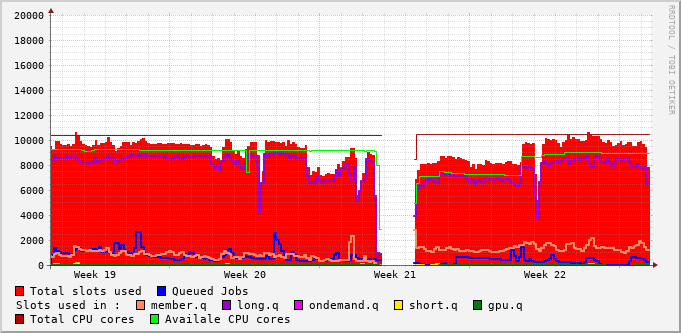 RRDTOOL / TOBI OETIKER
20000
18000
16000
14000
12000
10000
8000
6000
4000
2000
0
Week 19 Week 20 Week 21 Week 22
Total slots used Queued Jobs
Slots used in : member.q long.q ondemand.q short.q gpu.q
Total CPU cores Availale CPU cores